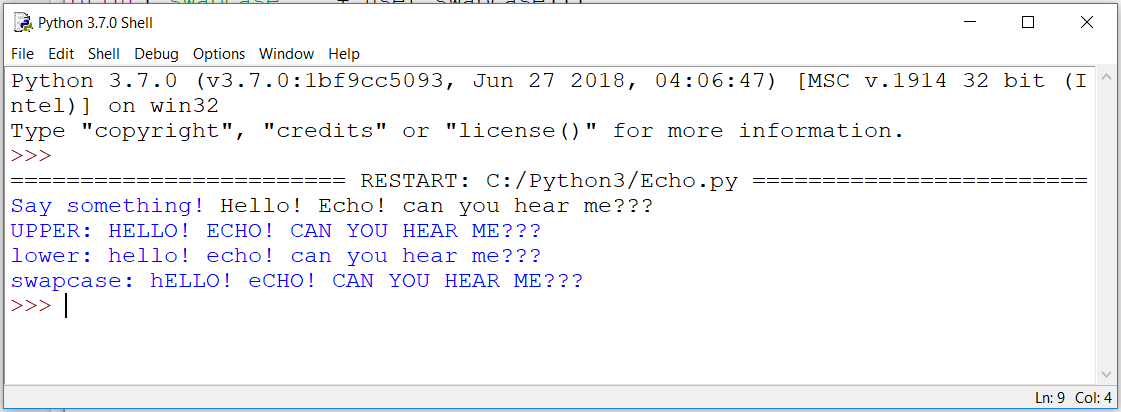 Python 3.7.0 Shell
File Edit Shell Debug Options Window Help
Python 3.7.0 (v3.7.0:1bf9cc5093, Jun 27 2018, 04:06:47) [MSC v.1914 32 bit (I
ntel)] on win32
Type "copyright", "credits" or "license()" for more information.
>>>
======================== RESTART: C:/Python3/Echo.py ========================
Say something! Hello! Echo! can you hear me???
UPPER: HELLO! ECHO! CAN YOU HEAR ME???
lower: hello! echo! can you hear me???
swapcase: hELLO! eCHO! CAN YOU HEAR ME???
>>>
Ln: 9 Col: 4